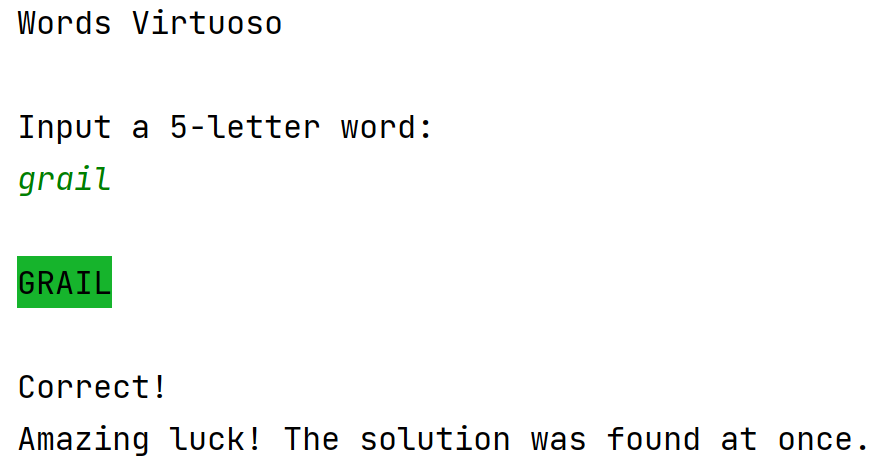 Words Virtuoso
Input a 5-letter word:
grail
GRAIL
Correct!
Amazing luck! The solution was found at once.